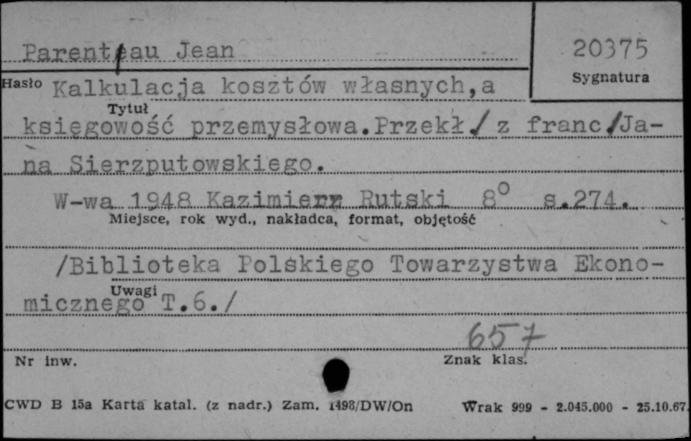 Parenteau Jean
20375
Sygnatura
Hasło Kalkulacja kosztów własnych,a
Tytuł
księgowość przemysłowa.Przekł/ z franc/Ja-
na Sierzputowskiego.
W-wa 1948 Kazimierz Rutski 8° s.274.
Miejsce, rok wyd., nakładca, format, objętość
/Biblioteka Polskiego Towarzystwa Ekono-
Uwagi
micznego T.6./
657
Nr inw.
Znak klas.
CWD B 15a Karta katal. (z nadr.) Zam. 1498/DW/On Wrak 999 - 2.045.000 - 25.10.67.